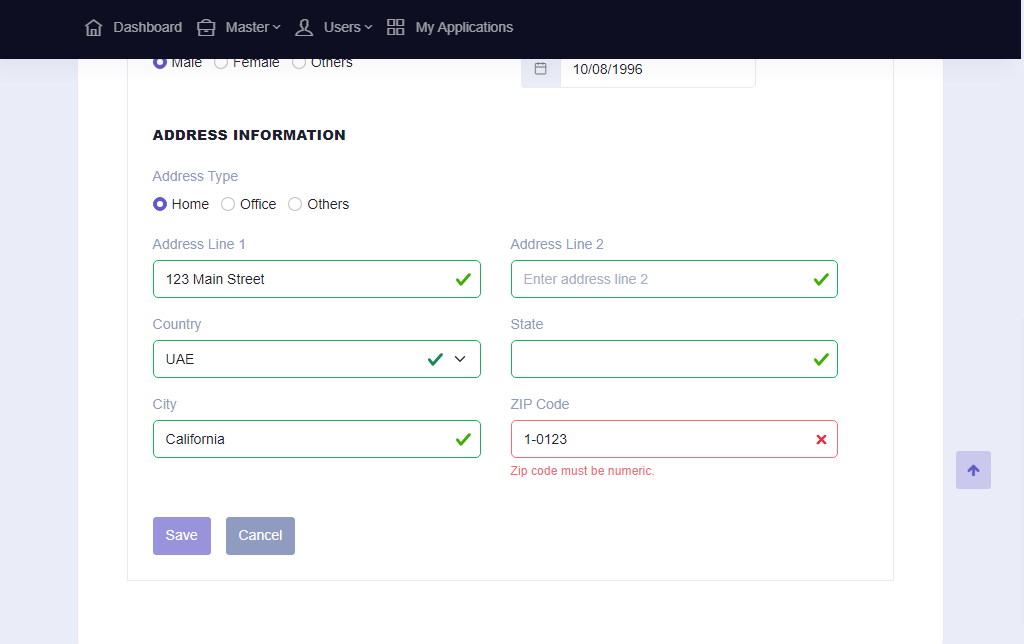 Dashboard Master Users My Applications
Male Female Others
10/08/1996
ADDRESS INFORMATION
Address Type
Home Office Others
Address Line 1 Address Line 2
123 Main Street Enter address line 2
Country State
UAE
City ZIP Code
California 1-0123
Zip code must be numeric.
Save Cancel